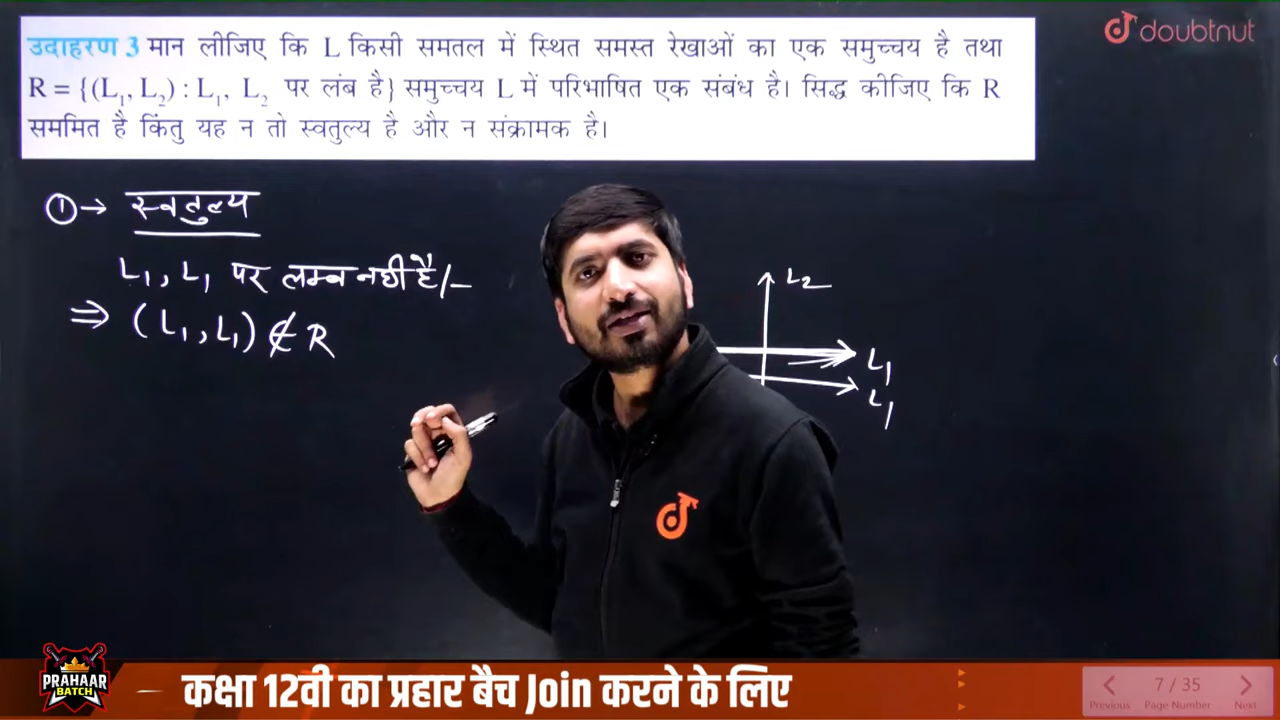 उदाहरण 3 मान लीजिए कि L किसी समतल में स्थित समस्त रेखाओं का एक समुच्चय है तथा
R = {(L₁, L₂) : L₁, L₂ पर लंब है} समुच्चय L में परिभाषित एक संबंध है। सिद्ध कीजिए कि R
सममित है किंतु यह न तो स्वतुल्य है और न संक्रामक है।
doubtnut
① → स्वतुल्य
L₁, L₁ पर लम्ब नहीं है/-
⇒ (L₁, L₁) ∉ R
L₂
L₁
L₁
PRAHAAR
BATCH
कक्षा 12वी का प्रहार बैच Join करने के लिए
7 / 35
Previous Page Number Next